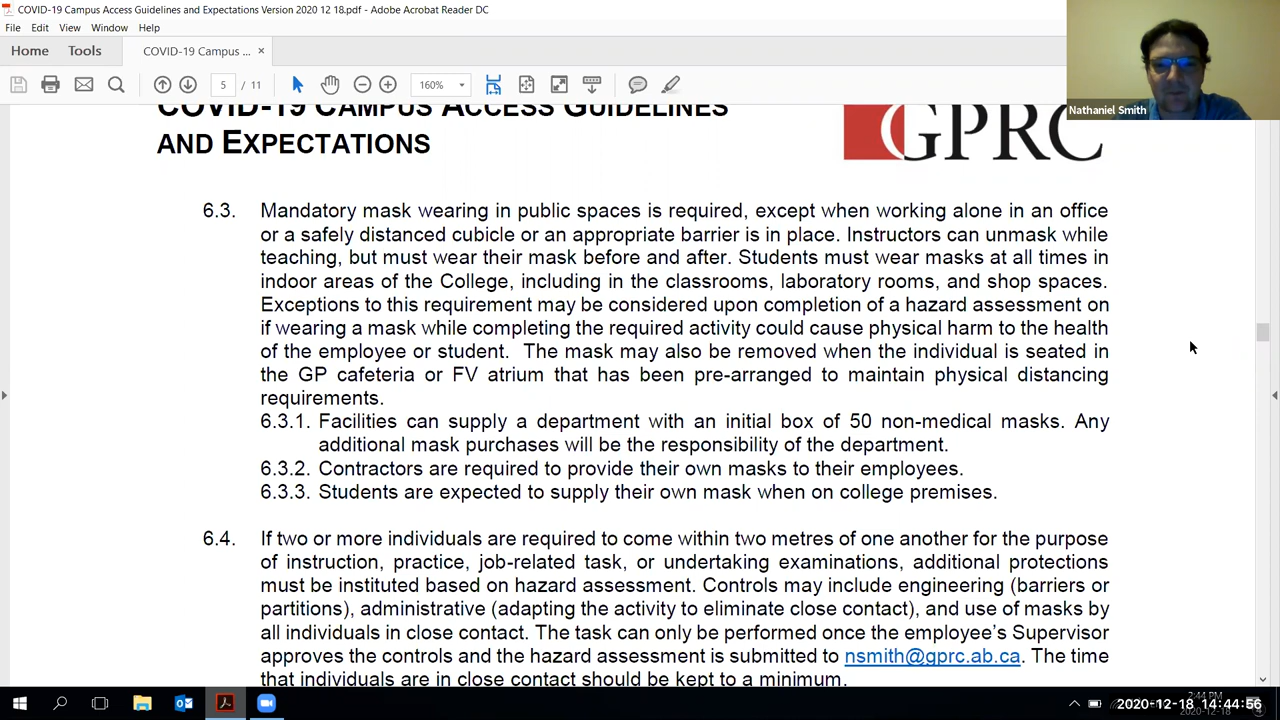 COVID-19 Campus Access Guidelines and Expectations Version 2020 12 18.pdf - Adobe Acrobat Reader DC
File Edit View Window Help
Home Tools COVID-19 Campus ... ×
5 / 11 160%
Nathaniel Smith
COVID-19 CAMPUS ACCESS GUIDELINES
AND EXPECTATIONS
GPRC
6.3. Mandatory mask wearing in public spaces is required, except when working alone in an office
or a safely distanced cubicle or an appropriate barrier is in place. Instructors can unmask while
teaching, but must wear their mask before and after. Students must wear masks at all times in
indoor areas of the College, including in the classrooms, laboratory rooms, and shop spaces.
Exceptions to this requirement may be considered upon completion of a hazard assessment on
if wearing a mask while completing the required activity could cause physical harm to the health
of the employee or student. The mask may also be removed when the individual is seated in
the GP cafeteria or FV atrium that has been pre-arranged to maintain physical distancing
requirements.
6.3.1. Facilities can supply a department with an initial box of 50 non-medical masks. Any
additional mask purchases will be the responsibility of the department.
6.3.2. Contractors are required to provide their own masks to their employees.
6.3.3. Students are expected to supply their own mask when on college premises.
6.4. If two or more individuals are required to come within two metres of one another for the purpose
of instruction, practice, job-related task, or undertaking examinations, additional protections
must be instituted based on hazard assessment. Controls may include engineering (barriers or
partitions), administrative (adapting the activity to eliminate close contact), and use of masks by
all individuals in close contact. The task can only be performed once the employee's Supervisor
approves the controls and the hazard assessment is submitted to nsmith@gprc.ab.ca. The time
that individuals are in close contact should be kept to a minimum.
2:44 PM
2020-12-18 14:44:56
2020-12-18